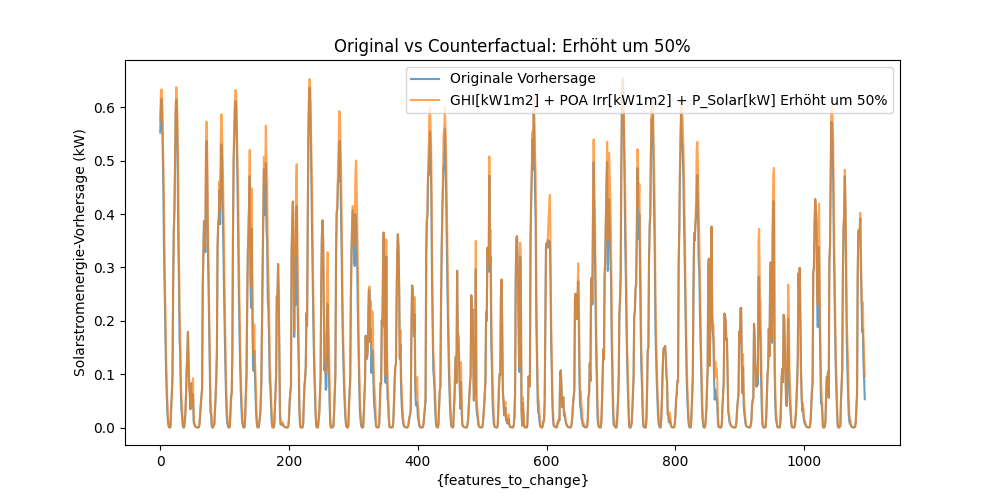 Original vs Counterfactual: Erhöht um 50%
Originale Vorhersage
GHI[kW1m2] + POA Irr[kW1m2] + P_Solar[kW] Erhöht um 50%
Solarstromenergie-Vorhersage (kW)
0.6
0.5
0.4
0.3
0.2
0.1
0.0
0 200 400 600 800 1000
{features_to_change}